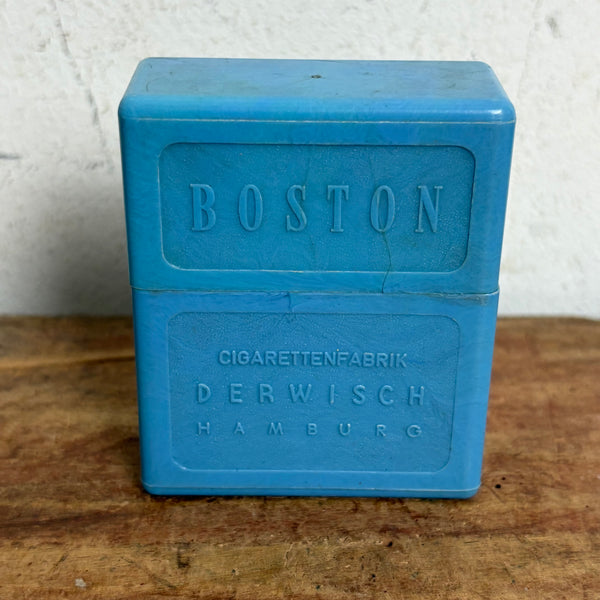 BOSTON
CIGARETTENFABRIK
DERWISCH
HAMBURG